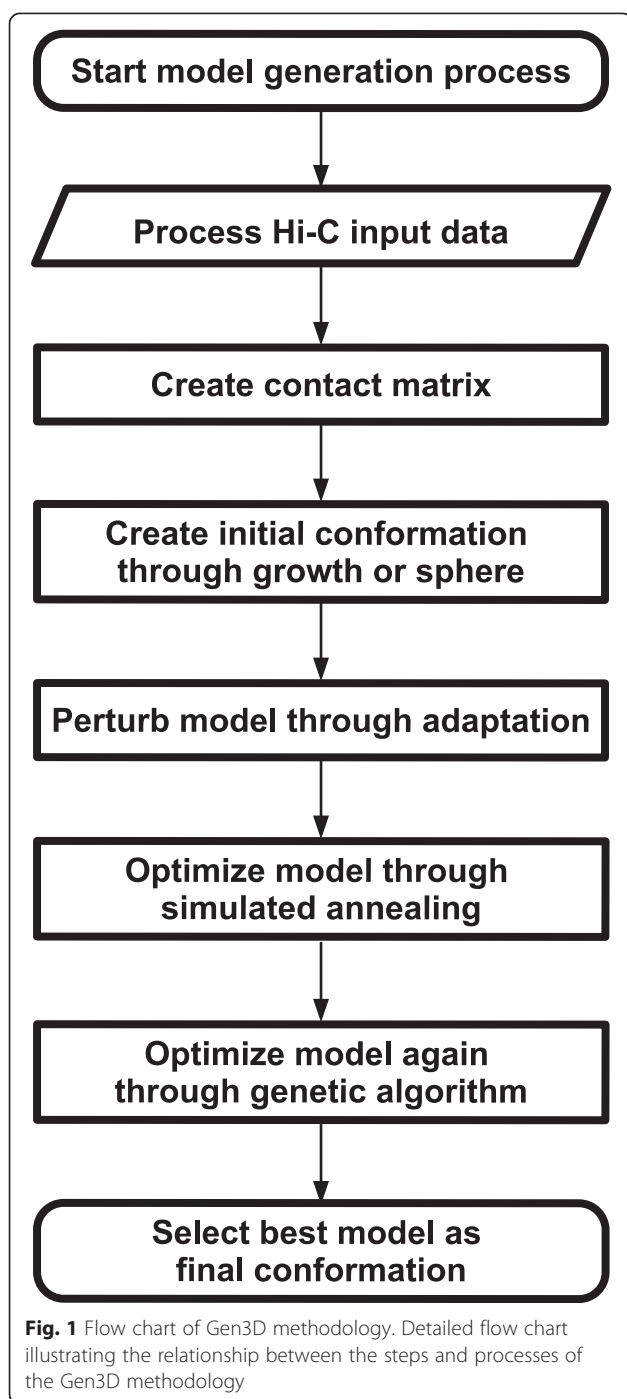 Start model generation process
Process Hi-C input data
Create contact matrix
Create initial conformation
through growth or sphere
Perturb model through adaptation
Optimize model through
simulated annealing
Optimize model again
through genetic algorithm
Select best model as
final conformation
Fig. 1 Flow chart of Gen3D methodology. Detailed flow chart
illustrating the relationship between the steps and processes of
the Gen3D methodology